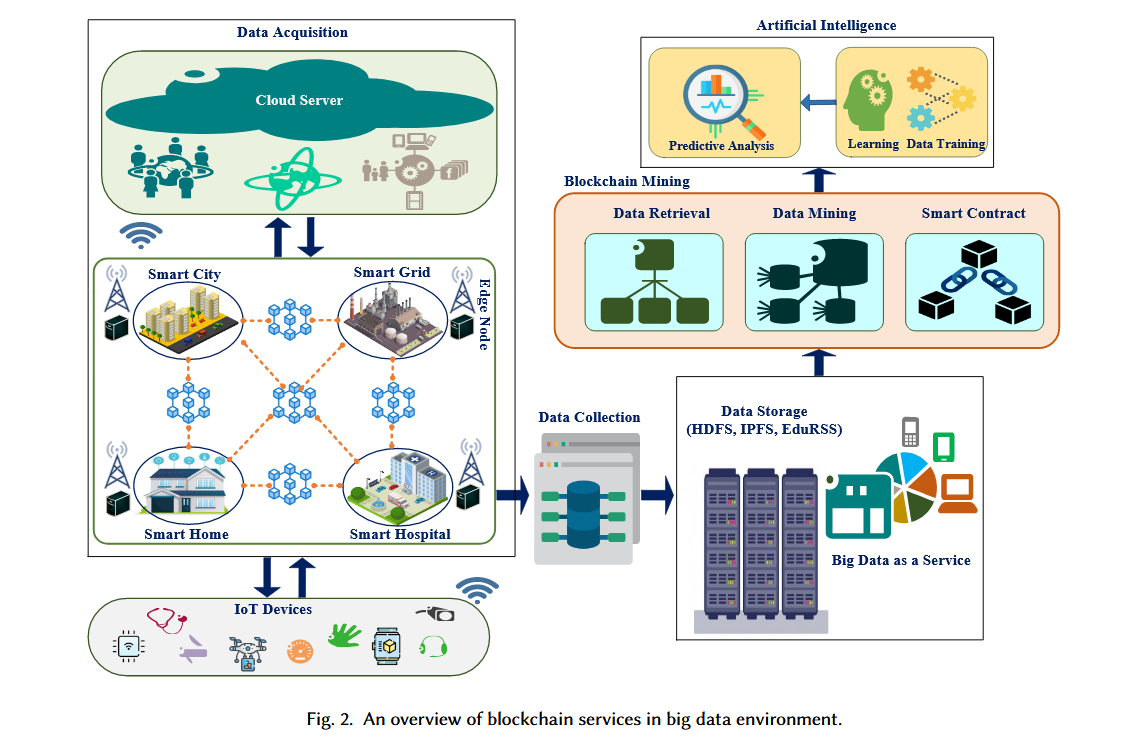 Data Acquisition
Cloud Server
Smart City
Smart Grid
Edge Node
Smart Home
Smart Hospital
IoT Devices
Data Collection
Data Storage
(HDFS, IPFS, EduRSS)
Big Data as a Service
Blockchain Mining
Data Retrieval
Data Mining
Smart Contract
Artificial Intelligence
Predictive Analysis
Learning
Data Training
Fig. 2. An overview of blockchain services in big data environment.